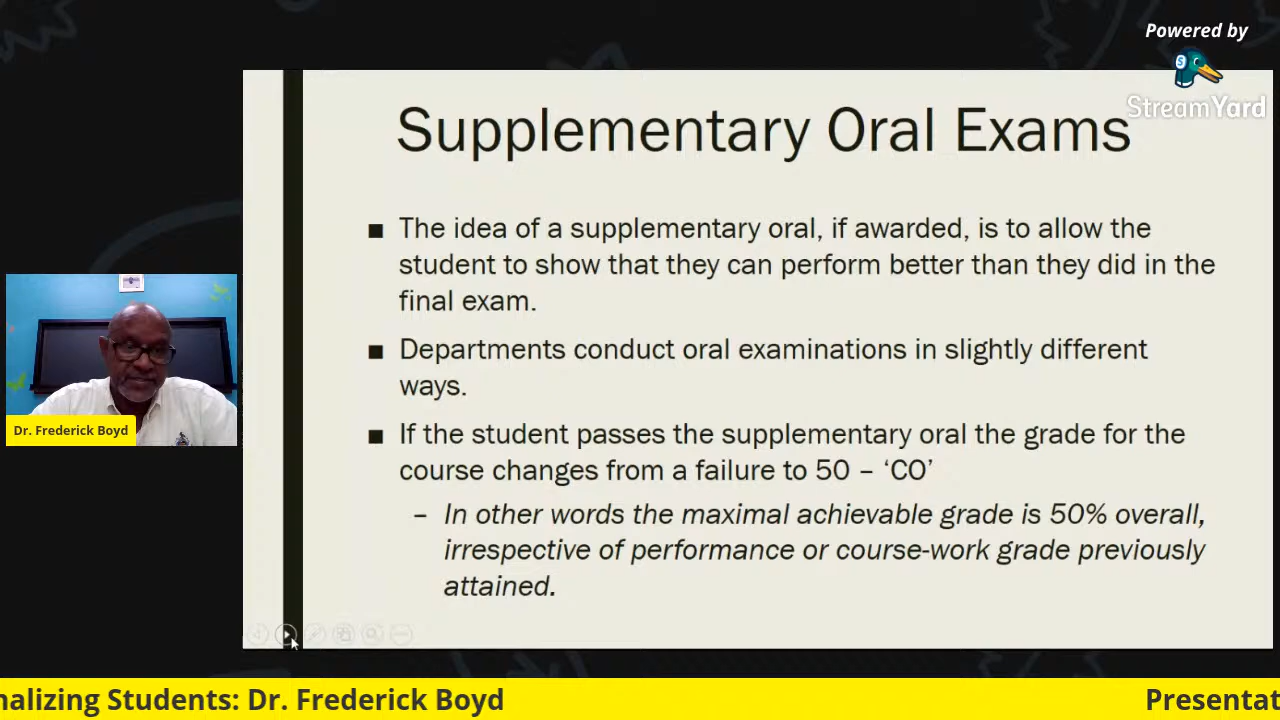 Powered by
StreamYard
Supplementary Oral Exams
■ The idea of a supplementary oral, if awarded, is to allow the
student to show that they can perform better than they did in the
final exam.
■ Departments conduct oral examinations in slightly different
ways.
■ If the student passes the supplementary oral the grade for the
course changes from a failure to 50 – ‘CO’
– In other words the maximal achievable grade is 50% overall,
irrespective of performance or course-work grade previously
attained.
Dr. Frederick Boyd
nalizing Students: Dr. Frederick Boyd
Presentat